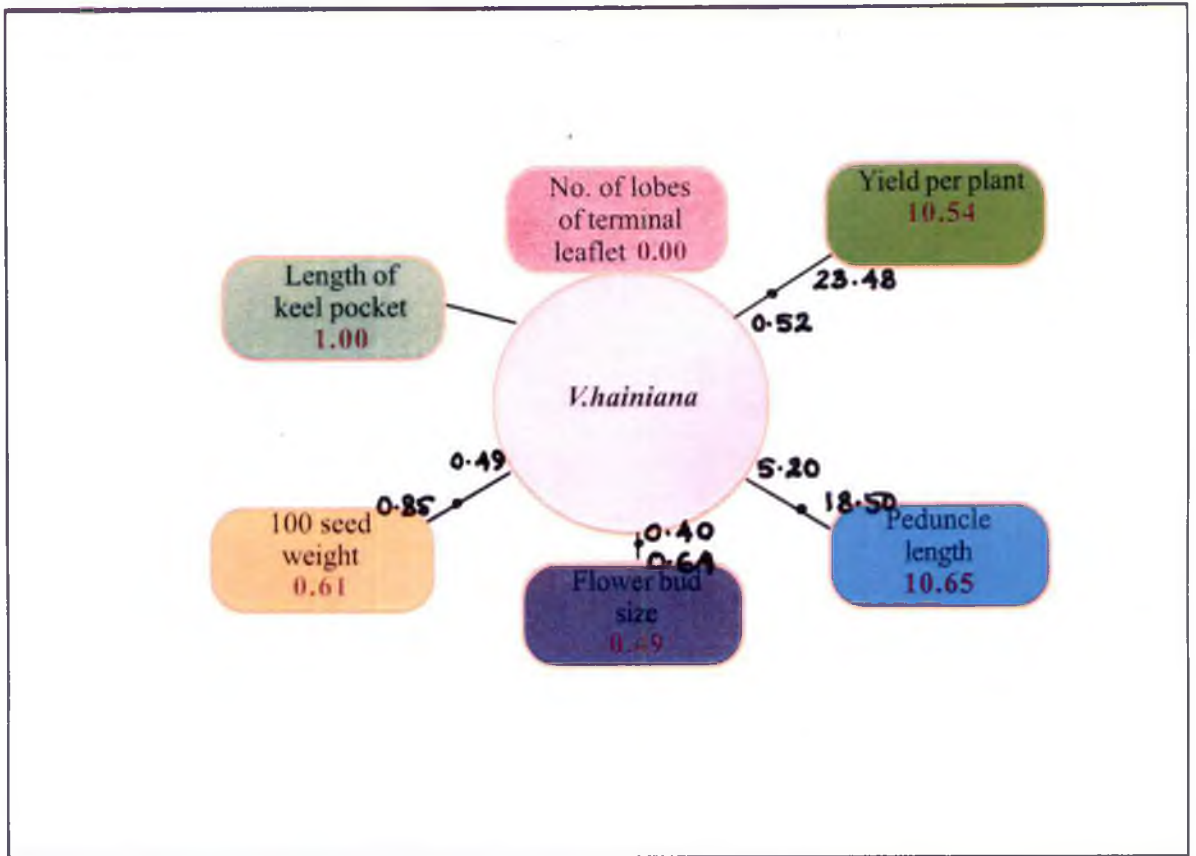 No. of lobes
of terminal
leaflet 0.00
Yield per plant
10.54
23.48
0.52
Length of
keel pocket
1.00
V.hainiana
0.49
0.85
100 seed
weight
0.61
5.20
18.50
Peduncle
length
10.65
0.40
Flower bud
size
0.49